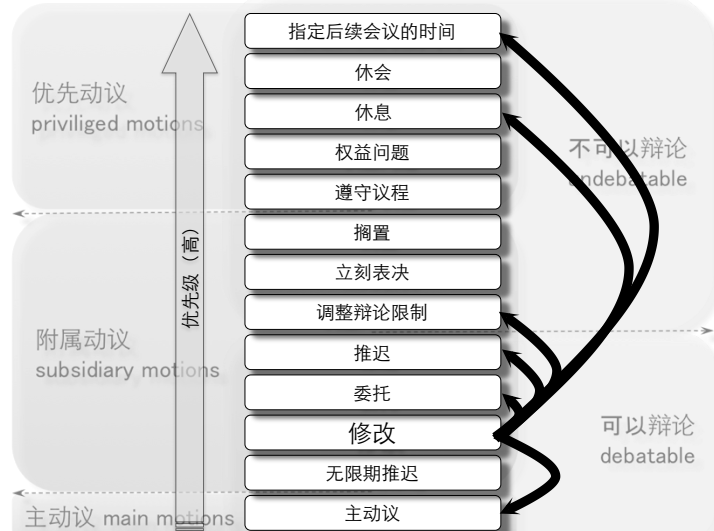 指定后续会议的时间
休会
优先动议
priviliged motions
休息
权益问题
不可以辩论
undebatable
遵守议程
搁置
优先级（高）
立刻表决
调整辩论限制
附属动议
subsidiary motions
推迟
委托
修改
可以辩论
debatable
无限期推迟
主动议
主动议 main motions